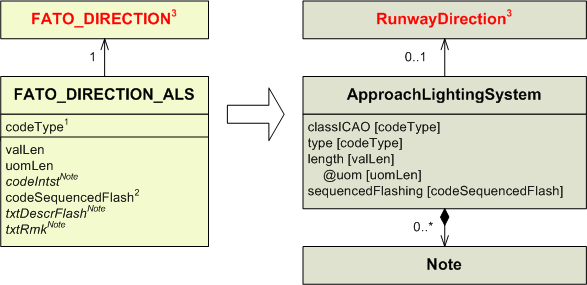 FATO_DIRECTION³
1
FATO_DIRECTION_ALS
codeType¹
valLen
uomLen
codeIntstᴺᵒᵗᵉ
codeSequencedFlash²
txtDescrFlashᴺᵒᵗᵉ
txtRmkᴺᵒᵗᵉ
RunwayDirection³
0..1
ApproachLightingSystem
classICAO [codeType]
type [codeType]
length [valLen]
@uom [uomLen]
sequencedFlashing [codeSequencedFlash]
0..*
Note